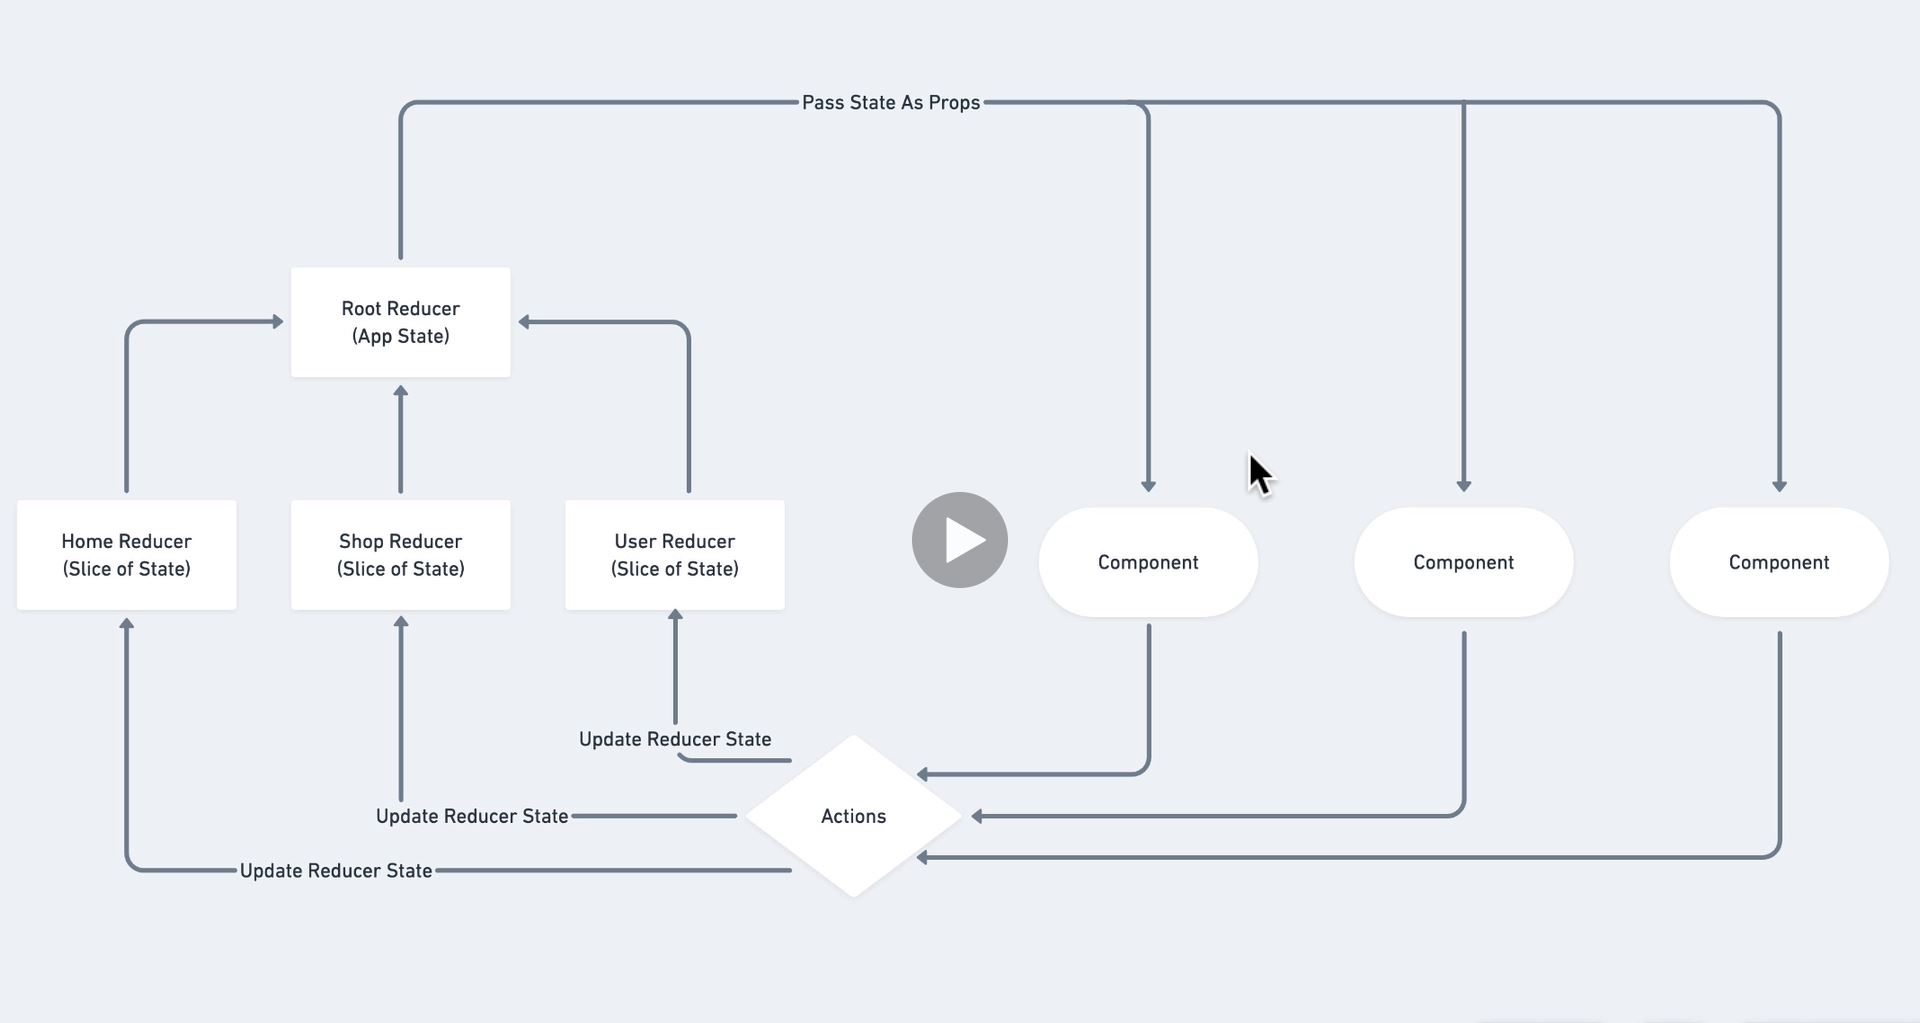 Pass State As Props
Root Reducer
(App State)
Home Reducer
(Slice of State)
Shop Reducer
(Slice of State)
User Reducer
(Slice of State)
Component
Component
Component
Update Reducer State
Update Reducer State
Actions
Update Reducer State